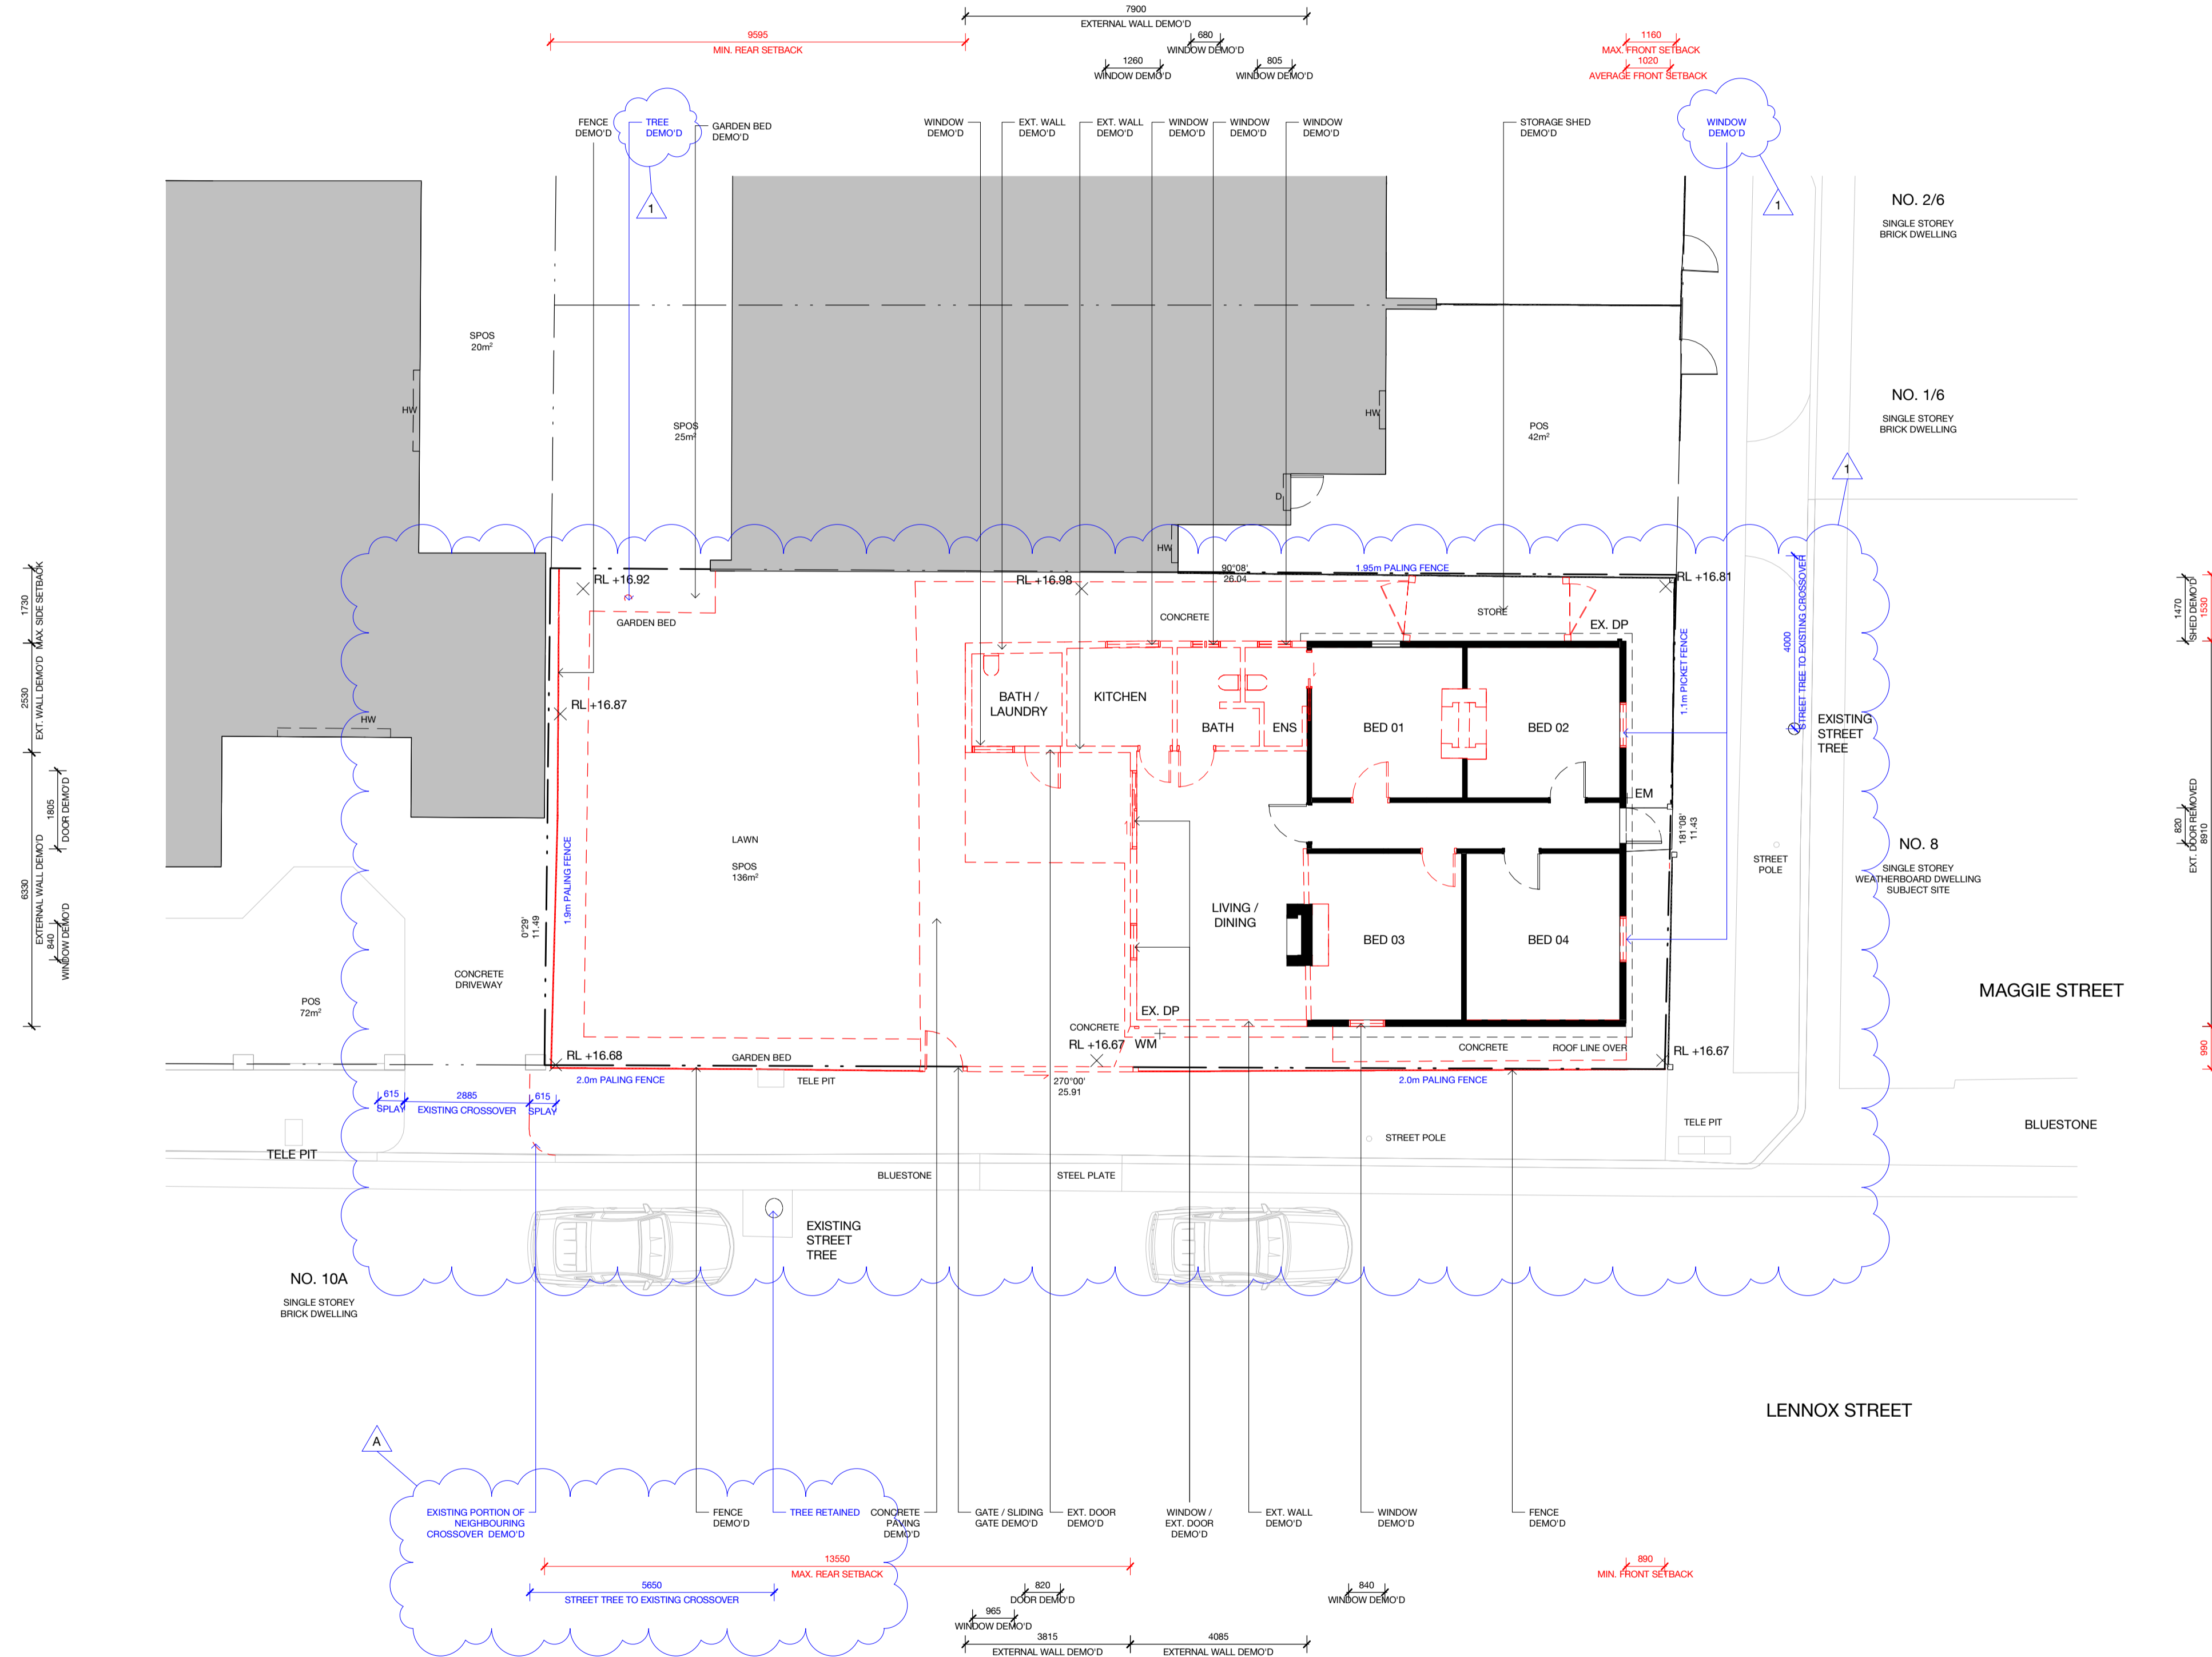 7900
EXTERNAL WALL DEMO'D
9595
MIN. REAR SETBACK
680
WINDOW DEMO'D
1260
WINDOW DEMO'D
805
WINDOW DEMO'D
1160
MAX. FRONT SETBACK
1020
AVERAGE FRONT SETBACK
FENCE
DEMO'D
TREE
DEMO'D
GARDEN BED
DEMO'D
WINDOW
DEMO'D
EXT. WALL
DEMO'D
EXT. WALL
DEMO'D
WINDOW
DEMO'D
WINDOW
DEMO'D
WINDOW
DEMO'D
STORAGE SHED
DEMO'D
WINDOW
DEMO'D
1
1
NO. 2/6
SINGLE STOREY
BRICK DWELLING
SPOS
20m²
HW
SPOS
25m²
HW
POS
42m²
NO. 1/6
SINGLE STOREY
BRICK DWELLING
1
D
HW
RL +16.92
RL +16.98
90°08'
26.04
1.95m PALING FENCE
RL +16.81
GARDEN BED
CONCRETE
STORE
EX. DP
1730
MAX. SIDE SETBACK
2530
EXT. WALL DEMO'D
1805
DOOR DEMO'D
6330
EXTERNAL WALL DEMO'D
840
WINDOW DEMO'D
1470
SHED DEMO'D
1530
820
EXT. DOOR REMOVED
8910
990
4000
STREET TREE TO EXISTING CROSSOVER
1.1m PICKET FENCE
HW
RL +16.87
BATH /
LAUNDRY
KITCHEN
BATH
ENS
BED 01
BED 02
EXISTING
STREET
TREE
EM
181°08'
11.43
LAWN
SPOS
136m²
1.9m PALING FENCE
0°29'
11.49
STREET
POLE
NO. 8
SINGLE STOREY
WEATHERBOARD DWELLING
SUBJECT SITE
LIVING /
DINING
BED 03
BED 04
CONCRETE
DRIVEWAY
POS
72m²
MAGGIE STREET
EX. DP
CONCRETE
RL +16.67
WM
CONCRETE
ROOF LINE OVER
RL +16.67
RL +16.68
GARDEN BED
2.0m PALING FENCE
TELE PIT
270°00'
25.91
2.0m PALING FENCE
615
SPLAY
2885
EXISTING CROSSOVER
615
SPLAY
TELE PIT
TELE PIT
STREET POLE
BLUESTONE
BLUESTONE
STEEL PLATE
EXISTING
STREET
TREE
NO. 10A
SINGLE STOREY
BRICK DWELLING
LENNOX STREET
A
EXISTING PORTION OF
NEIGHBOURING
CROSSOVER DEMO'D
FENCE
DEMO'D
TREE RETAINED
CONCRETE
PAVING
DEMO'D
GATE / SLIDING
GATE DEMO'D
EXT. DOOR
DEMO'D
WINDOW /
EXT. DOOR
DEMO'D
EXT. WALL
DEMO'D
WINDOW
DEMO'D
FENCE
DEMO'D
13550
MAX. REAR SETBACK
890
MIN. FRONT SETBACK
5650
STREET TREE TO EXISTING CROSSOVER
820
DOOR DEMO'D
840
WINDOW DEMO'D
965
WINDOW DEMO'D
3815
EXTERNAL WALL DEMO'D
4085
EXTERNAL WALL DEMO'D